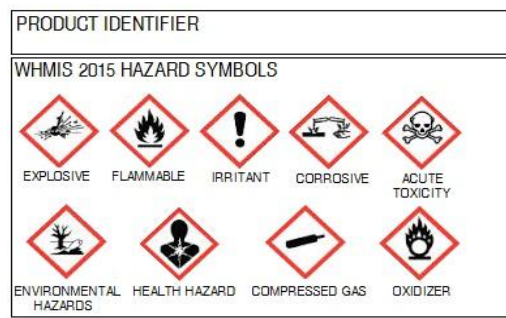 PRODUCT IDENTIFIER
WHMIS 2015 HAZARD SYMBOLS
EXPLOSIVE FLAMMABLE IRRITANT CORROSIVE ACUTE
TOXICITY
ENVIRONMENTAL HEALTH HAZARD COMPRESSED GAS OXIDIZER
HAZARDS